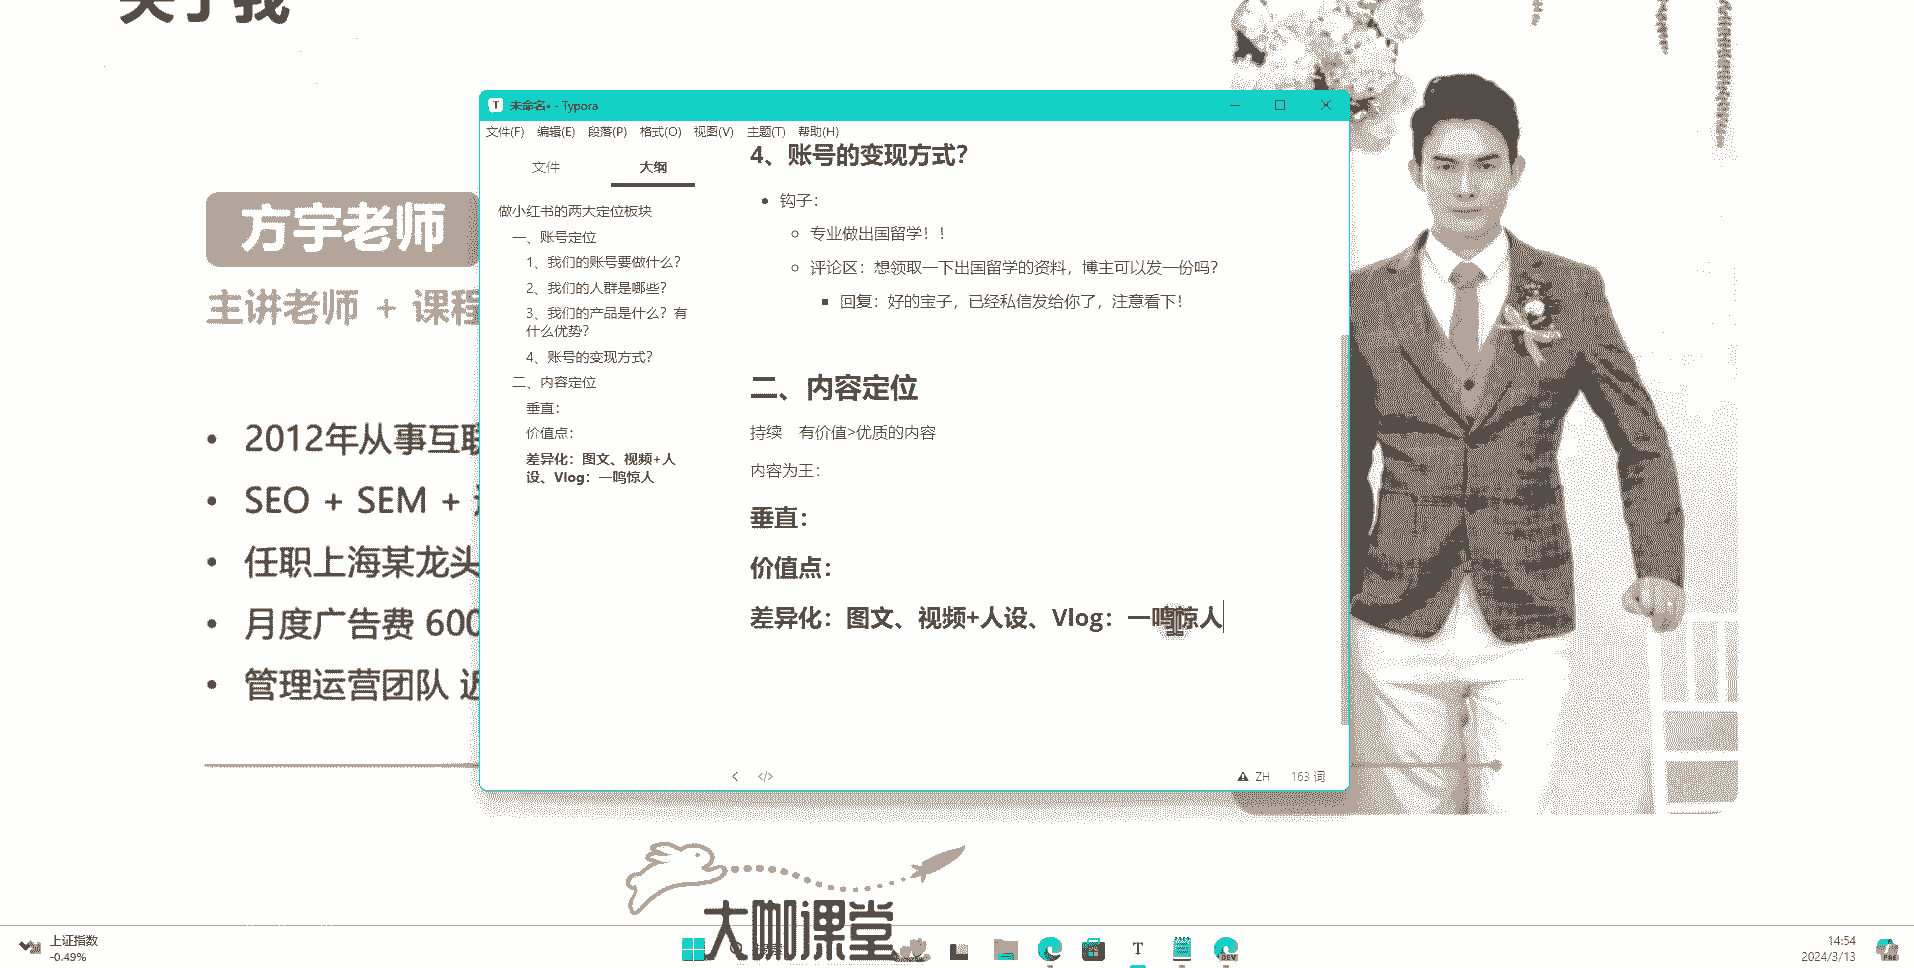 关于我
方宇老师
主讲老师 + 课程
2012年从事互联
SEO + SEM +
任职上海某龙头
月度广告费 600
管理运营团队 近
未命名• - Typora
文件(F) 编辑(E) 段落(P) 格式(O) 视图(V) 主题(T) 帮助(H)
文件 大纲
做小红书的两大定位板块
一、账号定位
1、我们的账号要做什么？
2、我们的人群是哪些？
3、我们的产品是什么？有
什么优势？
4、账号的变现方式？
二、内容定位
垂直：
价值点：
差异化：图文、视频+人
设、Vlog：一鸣惊人
4、账号的变现方式？
钩子：
专业做出国留学！！
评论区：想领取一下出国留学的资料，博主可以发一份吗？
回复：好的宝子，已经私信发给你了，注意看下！
二、内容定位
持续 有价值>优质的内容
内容为王：
垂直：
价值点：
差异化：图文、视频+人设、Vlog：一鸣惊人
ZH 163 词
大咖课堂
上证指数
-0.49%
14:54
2024/3/13